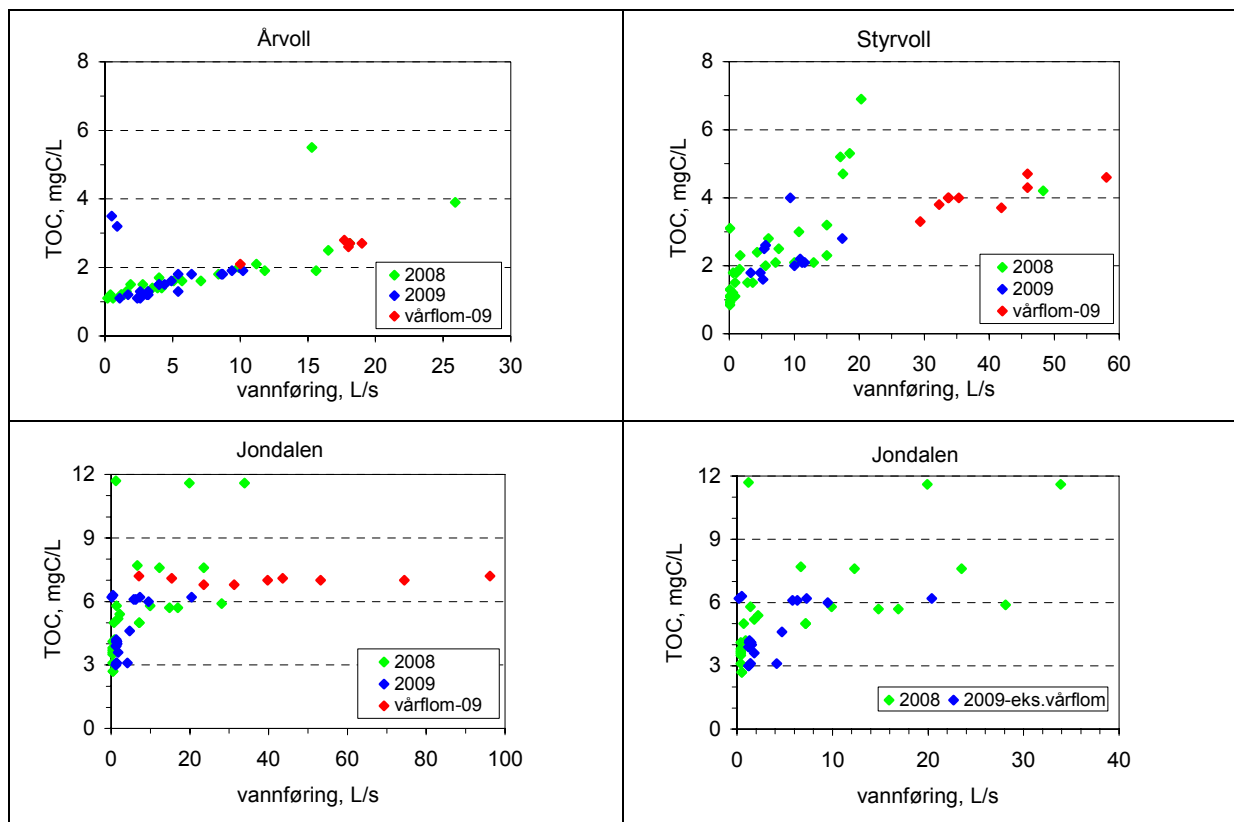 Årvoll
TOC, mgC/L
8
6
4
2
0
0 5 10 15 20 25 30
vannføring, L/s
2008
2009
vårflom-09
Styrvoll
TOC, mgC/L
8
6
4
2
0
0 10 20 30 40 50 60
vannføring, L/s
2008
2009
vårflom-09
Jondalen
TOC, mgC/L
12
9
6
3
0
0 20 40 60 80 100
vannføring, L/s
2008
2009
vårflom-09
Jondalen
TOC, mgC/L
12
9
6
3
0
0 10 20 30 40
vannføring, L/s
2008 2009-eks.vårflom